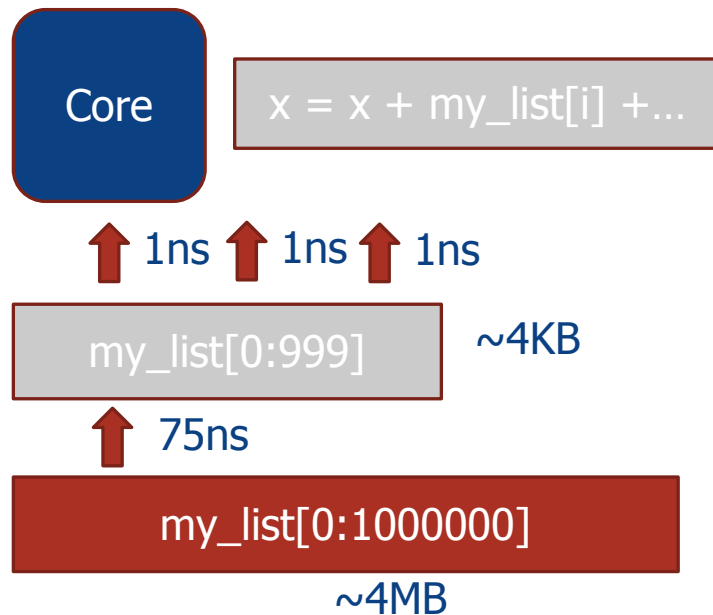 Core
x = x + my_list[i] +...
1ns
1ns
1ns
my_list[0:999]
~4KB
75ns
my_list[0:1000000]
~4MB